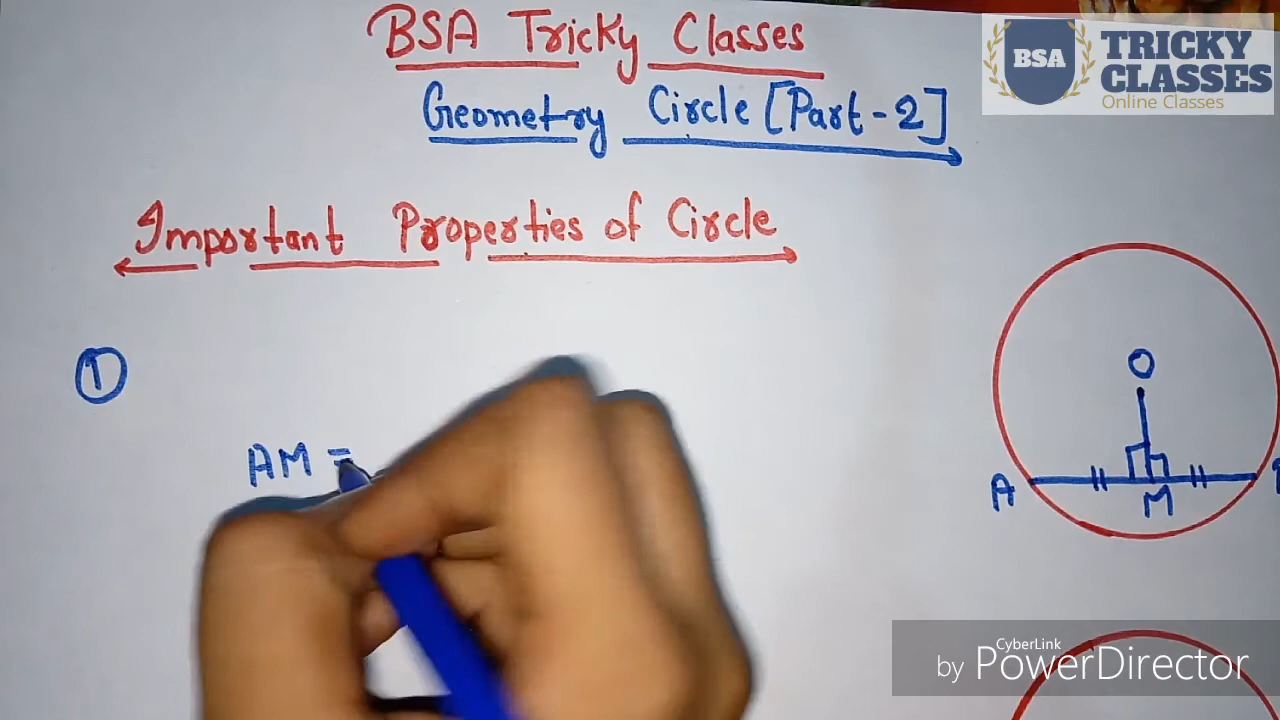 BSA Tricky Classes
BSA
TRICKY
CLASSES
Online Classes
Geometry Circle [Part-2]
Important Properties of Circle
①
O
AM =
A
M
CyberLink
by PowerDirector